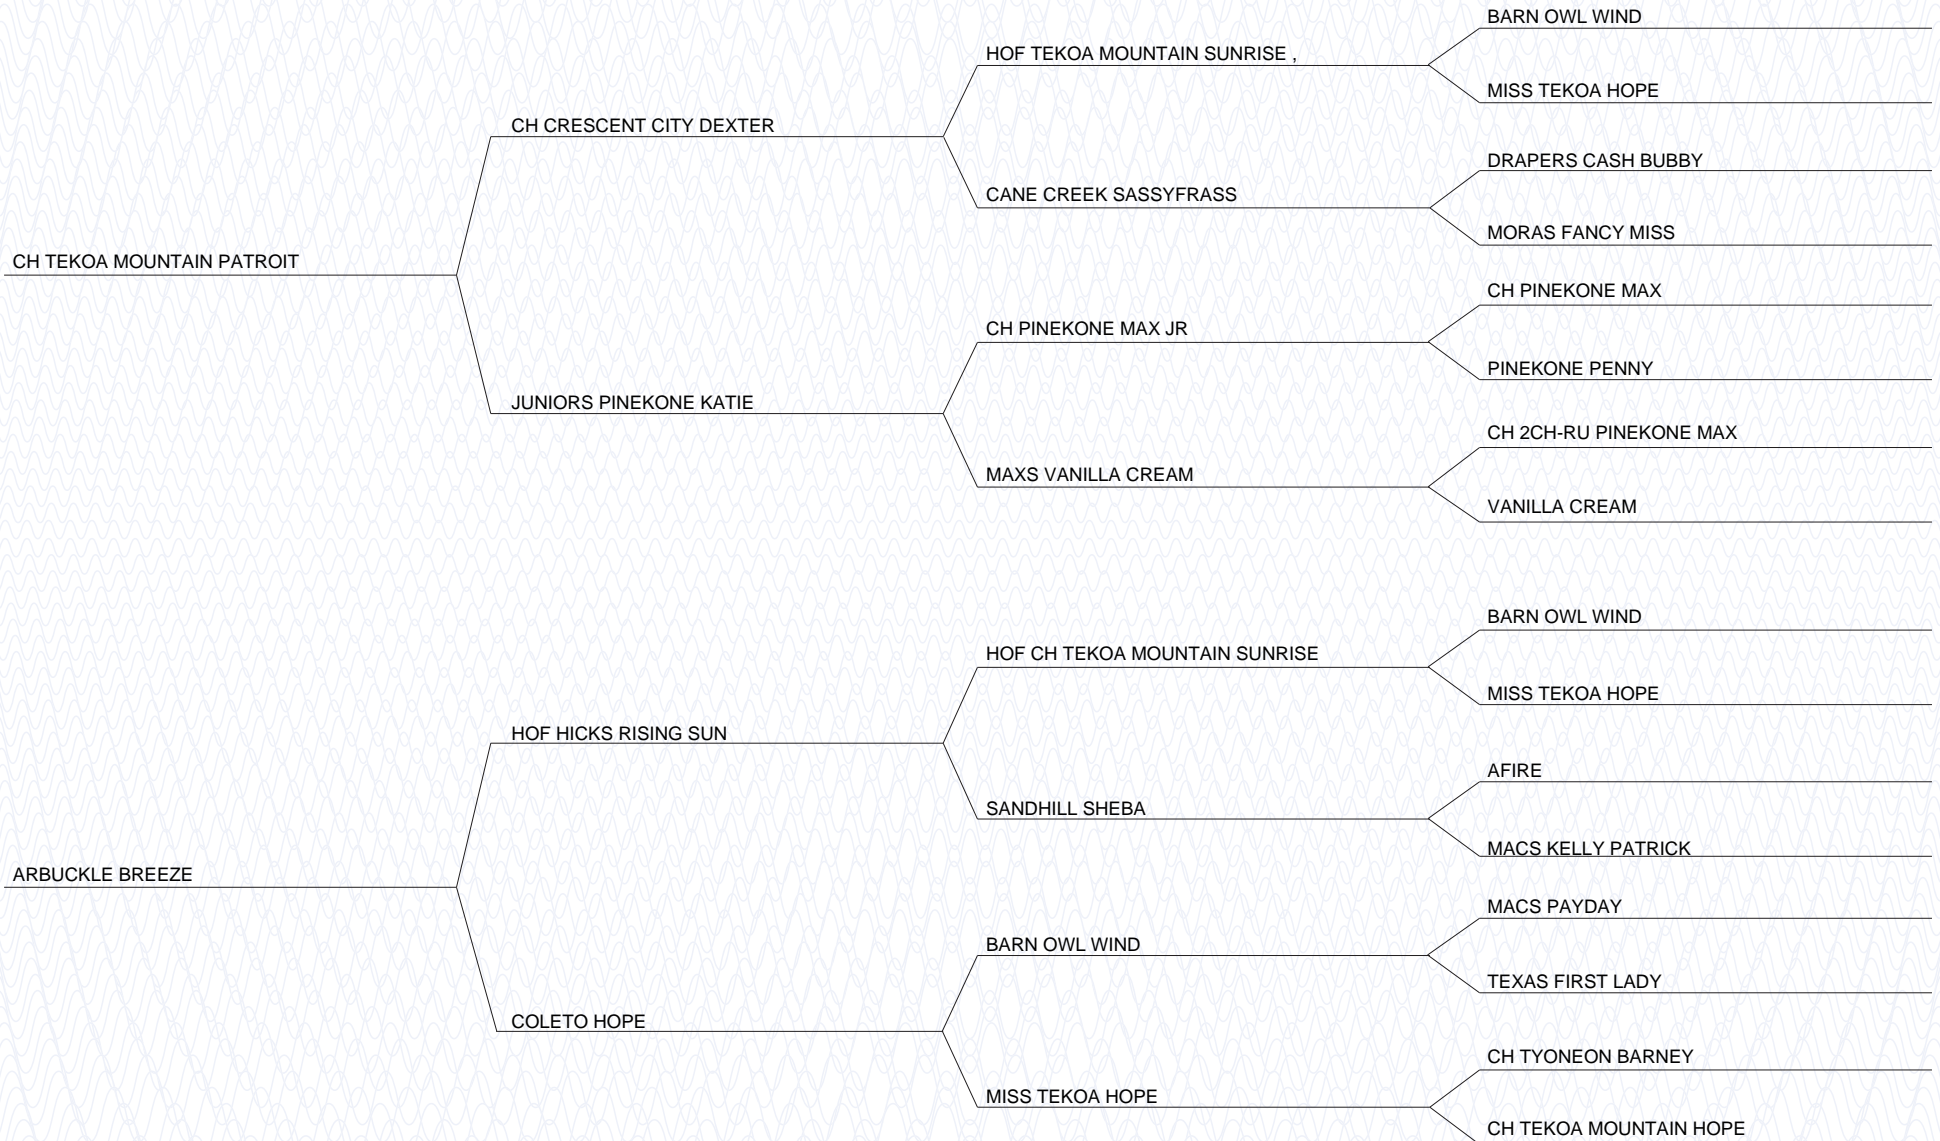 BARN OWL WIND
HOF TEKOA MOUNTAIN SUNRISE ,
MISS TEKOA HOPE
CH CRESCENT CITY DEXTER
DRAPERS CASH BUBBY
CANE CREEK SASSYFRASS
MORAS FANCY MISS
CH TEKOA MOUNTAIN PATROIT
CH PINEKONE MAX
CH PINEKONE MAX JR
PINEKONE PENNY
JUNIORS PINEKONE KATIE
CH 2CH-RU PINEKONE MAX
MAXS VANILLA CREAM
VANILLA CREAM
BARN OWL WIND
HOF CH TEKOA MOUNTAIN SUNRISE
MISS TEKOA HOPE
HOF HICKS RISING SUN
AFIRE
SANDHILL SHEBA
MACS KELLY PATRICK
ARBUCKLE BREEZE
MACS PAYDAY
BARN OWL WIND
TEXAS FIRST LADY
COLETO HOPE
CH TYONEON BARNEY
MISS TEKOA HOPE
CH TEKOA MOUNTAIN HOPE